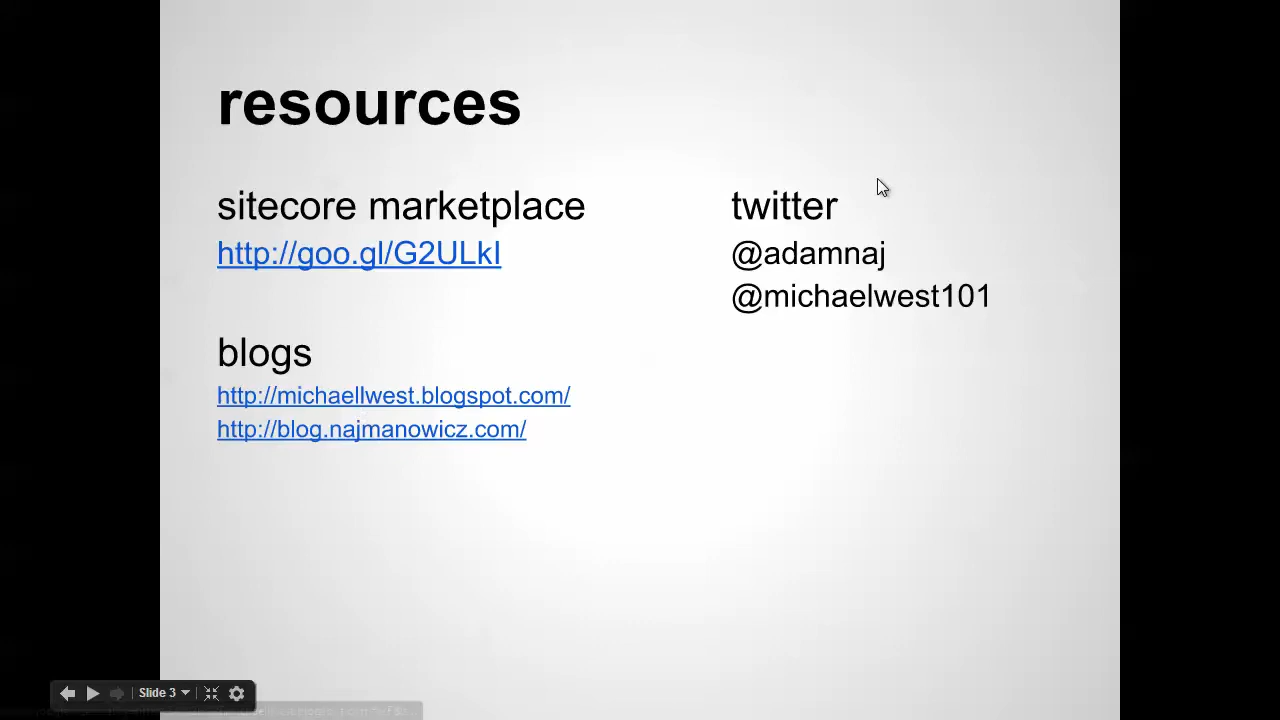 resources
sitecore marketplace
http://goo.gl/G2ULkI
blogs
http://michaellwest.blogspot.com/
http://blog.najmanowicz.com/
twitter
@adamnaj
@michaelwest101
Slide 3